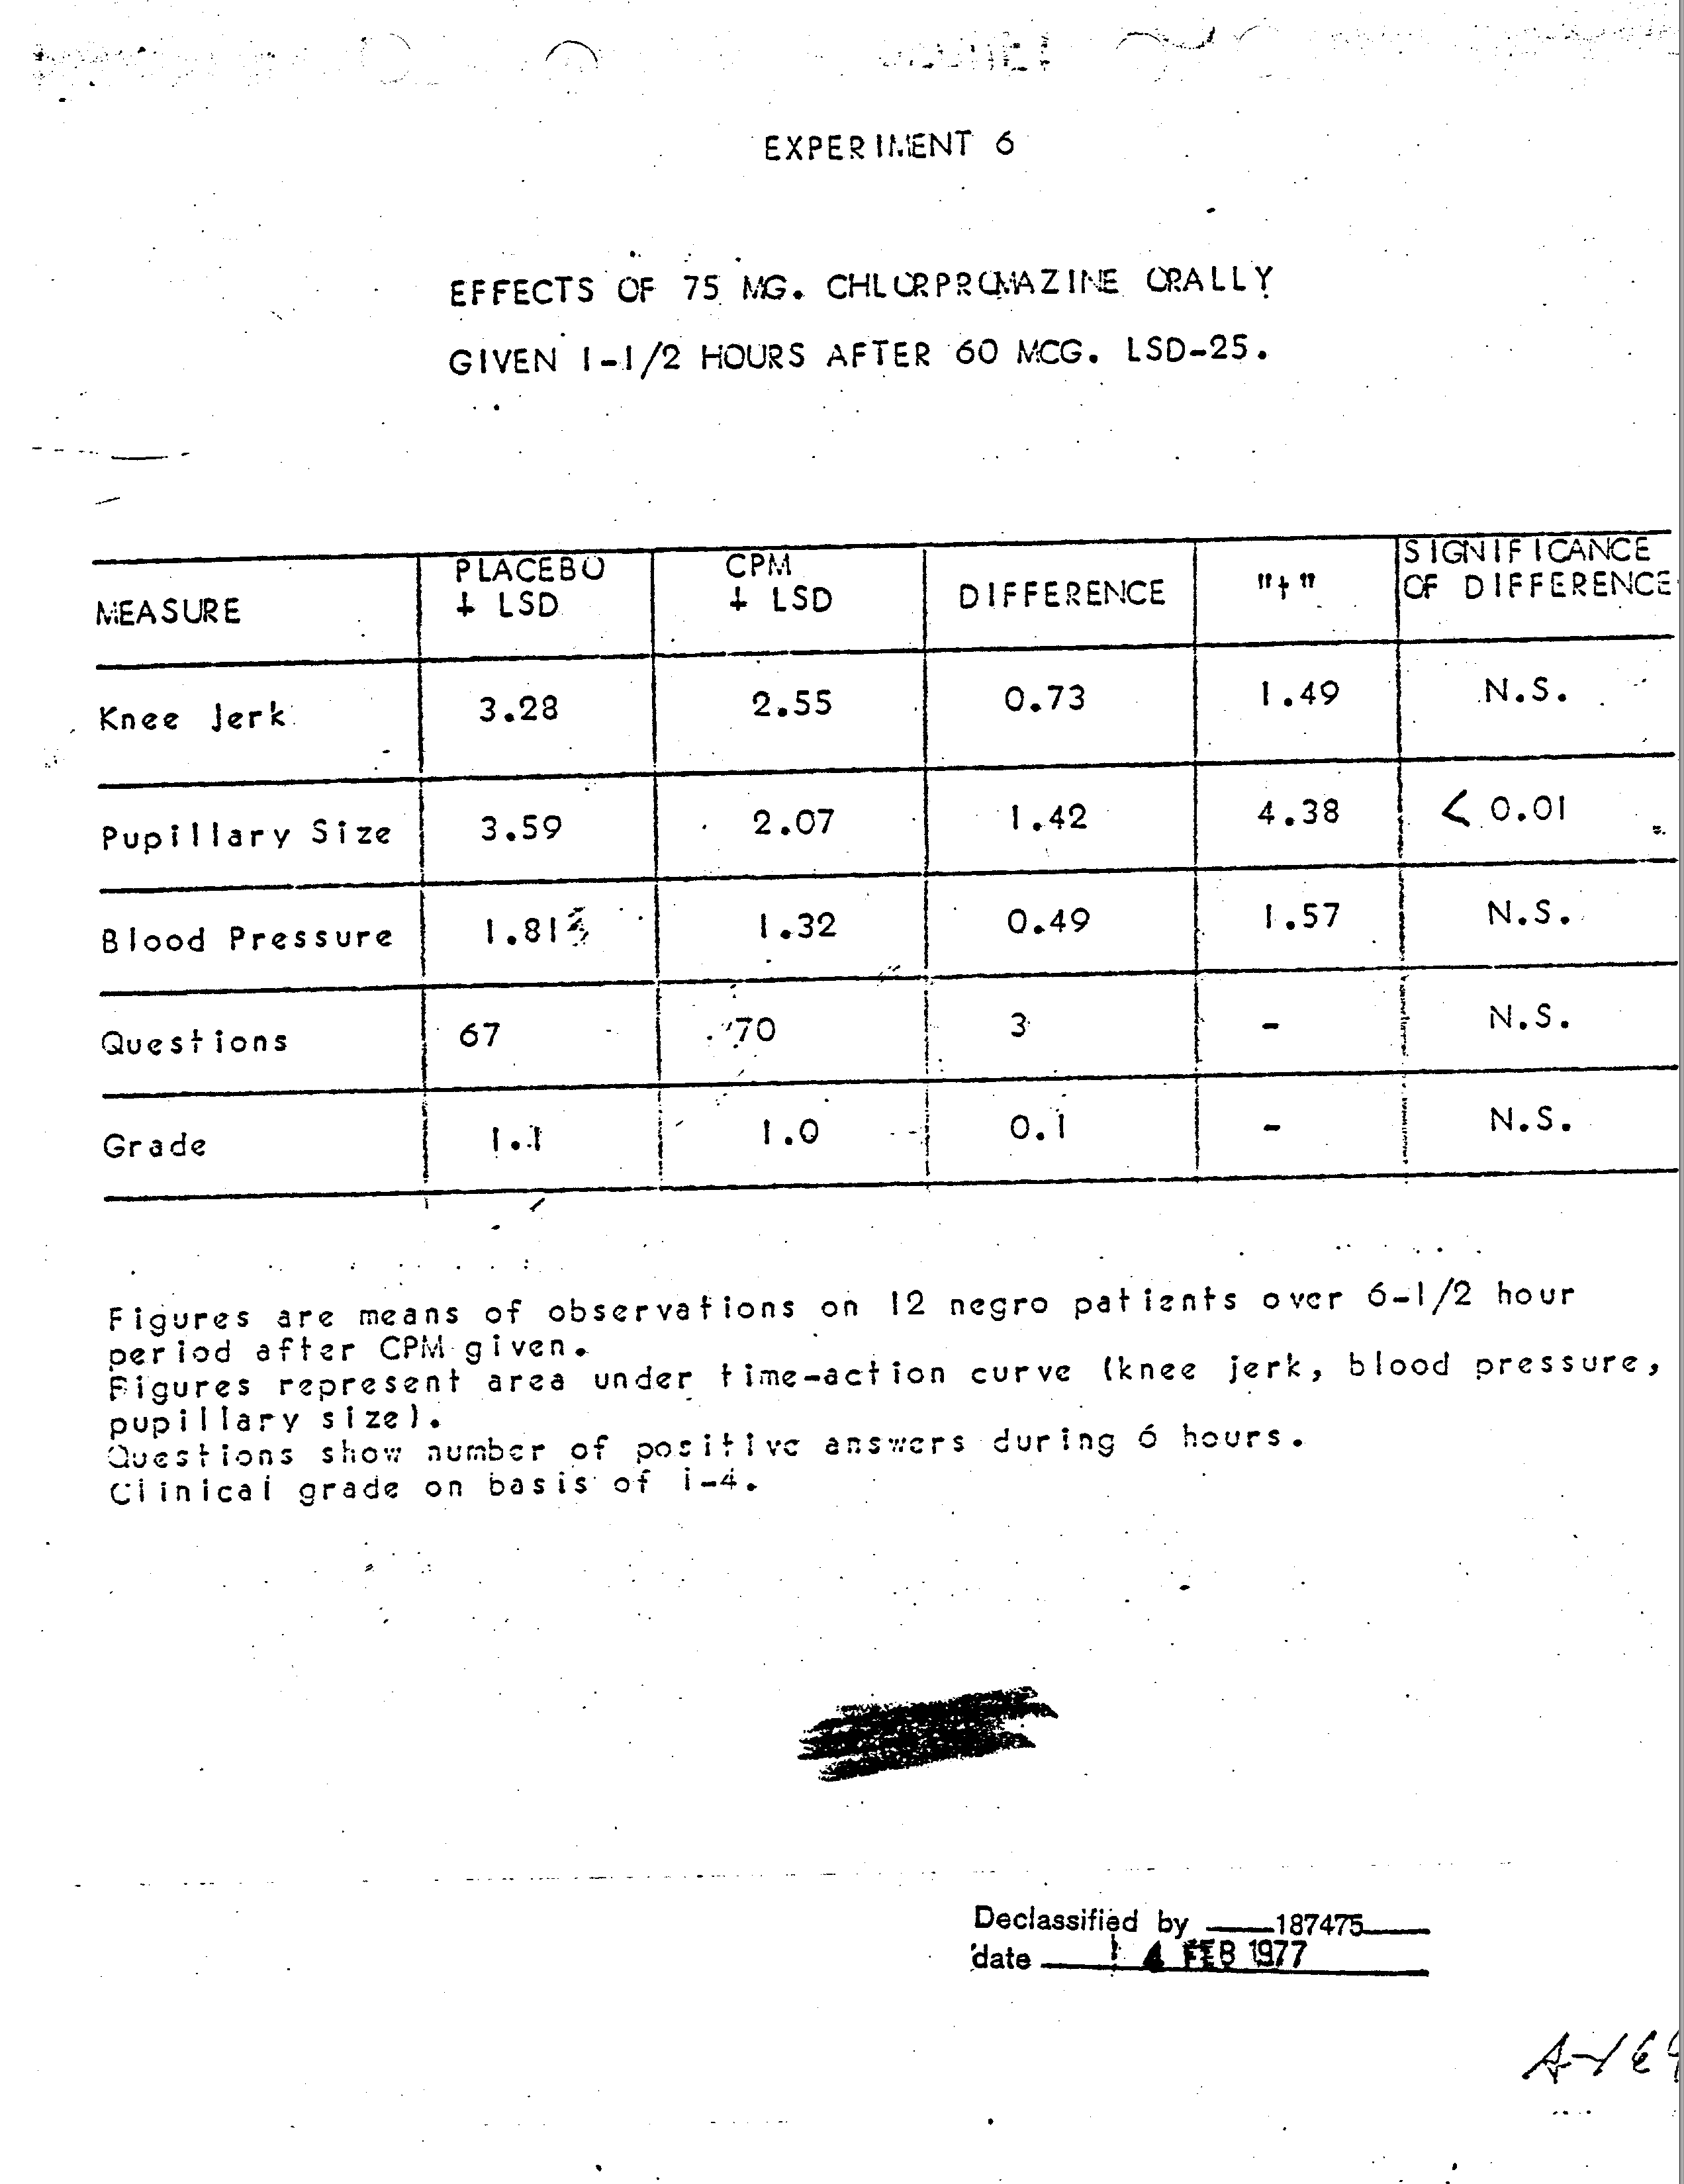 EXPERIMENT 6
EFFECTS OF 75 MG. CHLORPROMAZINE ORALLY
GIVEN 1-1/2 HOURS AFTER 60 MCG. LSD-25.
MEASURE PLACEBO + LSD CPM + LSD DIFFERENCE "t" SIGNIFICANCE OF DIFFERENCE
Knee Jerk 3.28 2.55 0.73 1.49 N.S.
Pupillary Size 3.59 2.07 1.42 4.38 < 0.01
Blood Pressure 1.81 1.32 0.49 1.57 N.S.
Questions 67 70 3 - N.S.
Grade 1.1 1.0 0.1 - N.S.
Figures are means of observations on 12 negro patients over 6-1/2 hour
period after CPM given.
Figures represent area under time-action curve (knee jerk, blood pressure,
pupillary size).
Questions show number of positive answers during 6 hours.
Clinical grade on basis of 1-4.
Declassified by 187475
date 4 FEB 1977